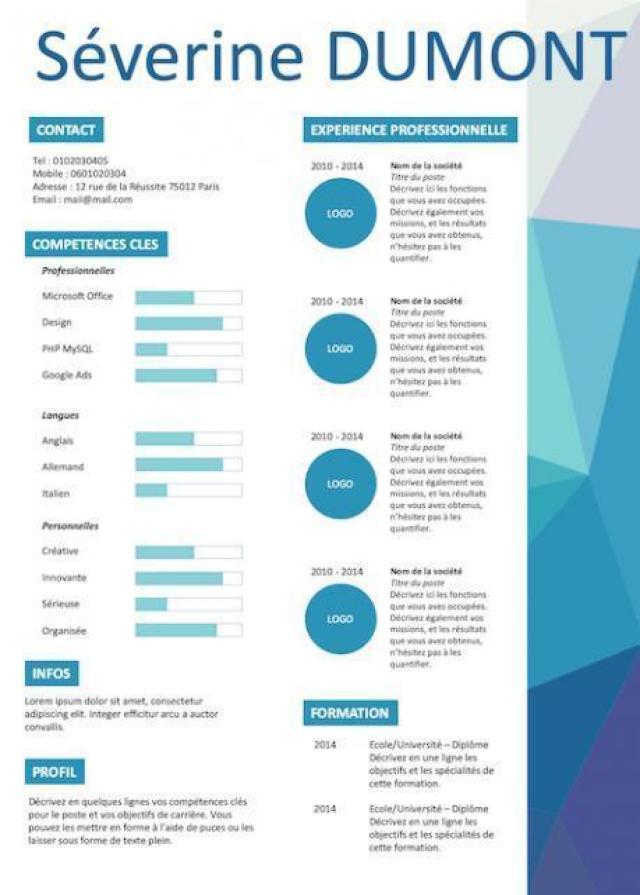 Séverine DUMONT
CONTACT
Tel : 0102030405
Mobile : 0601020304
Adresse : 12 rue de la Réussite 75012 Paris
Email : mail@mail.com
COMPETENCES CLES
Professionnelles
Microsoft Office
Design
PHP MySQL
Google Ads
Langues
Anglais
Allemand
Italien
Personnelles
Créative
Innovante
Sérieuse
Organisée
INFOS
Lorem ipsum dolor sit amet, consectetur
adipiscing elit. Integer efficitur arcu a auctor
convallis.
PROFIL
Décrivez en quelques lignes vos compétences clés
pour le poste et vos objectifs de carrière. Vous
pouvez les mettre en forme à l'aide de puces ou les
laisser sous forme de texte plein.
EXPERIENCE PROFESSIONNELLE
2010 - 2014
LOGO
Nom de la société
Titre du poste
Décrivez ici les fonctions
que vous avez occupées.
Décrivez également vos
missions, et les résultats
que vous avez obtenus,
n'hésitez pas à les
quantifier.
2010 - 2014
LOGO
Nom de la société
Titre du poste
Décrivez ici les fonctions
que vous avez occupées.
Décrivez également vos
missions, et les résultats
que vous avez obtenus,
n'hésitez pas à les
quantifier.
2010 - 2014
LOGO
Nom de la société
Titre du poste
Décrivez ici les fonctions
que vous avez occupées.
Décrivez également vos
missions, et les résultats
que vous avez obtenus,
n'hésitez pas à les
quantifier.
2010 - 2014
LOGO
Nom de la société
Titre du poste
Décrivez ici les fonctions
que vous avez occupées.
Décrivez également vos
missions, et les résultats
que vous avez obtenus,
n'hésitez pas à les
quantifier.
FORMATION
2014 Ecole/Université – Diplôme
Décrivez en une ligne les
objectifs et les spécialités de
cette formation.
2014 Ecole/Université – Diplôme
Décrivez en une ligne les
objectifs et les spécialités de
cette formation.